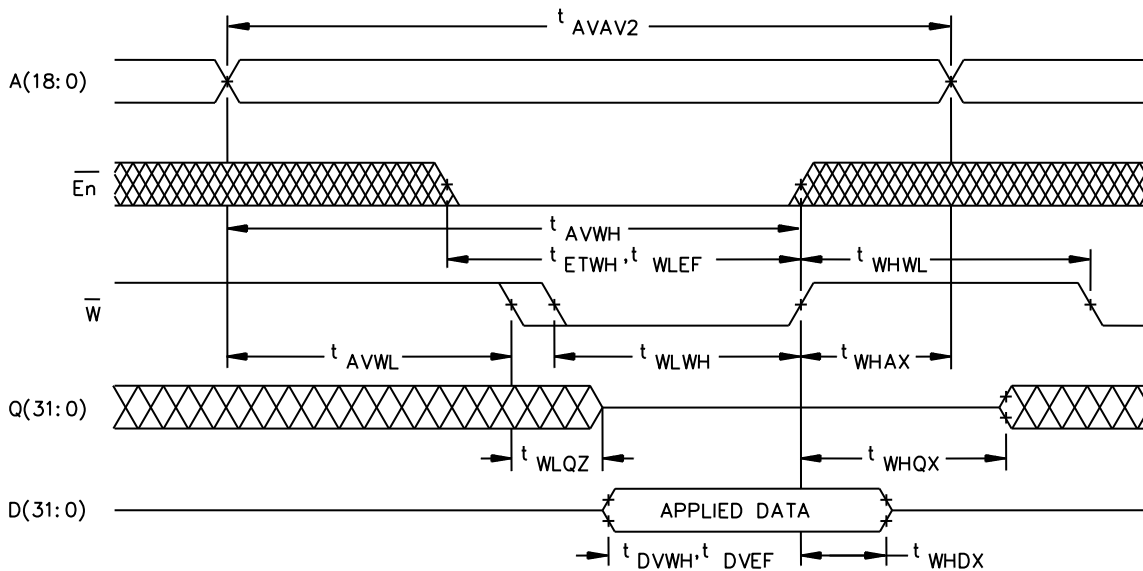 t AVAV2
A(18:0)
En
t AVWH
t ETWH, t WLEF
t WHWL
W
t AVWL
t WLWH
t WHAX
Q(31:0)
t WLQZ
t WHQX
D(31:0)
APPLIED DATA
t DVWH, t DVEF
t WHDX